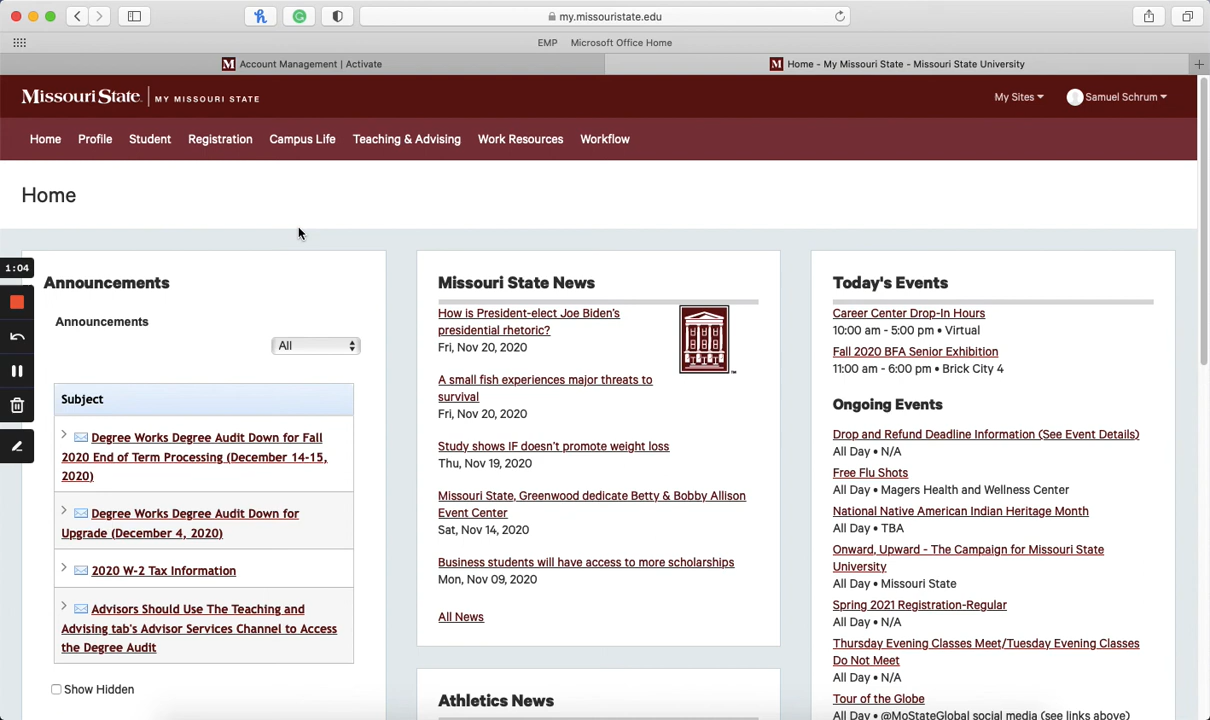 my.missouristate.edu
EMP Microsoft Office Home
M Account Management | Activate
M Home - My Missouri State - Missouri State University
Missouri State. MY MISSOURI STATE
My Sites Samuel Schrum
Home Profile Student Registration Campus Life Teaching & Advising Work Resources Workflow
Home
1:04
Announcements
Announcements
All
Subject
Degree Works Degree Audit Down for Fall
2020 End of Term Processing (December 14-15,
2020)
Degree Works Degree Audit Down for
Upgrade (December 4, 2020)
2020 W-2 Tax Information
Advisors Should Use The Teaching and
Advising tab's Advisor Services Channel to Access
the Degree Audit
Show Hidden
Missouri State News
How is President-elect Joe Biden's
presidential rhetoric?
Fri, Nov 20, 2020
A small fish experiences major threats to
survival
Fri, Nov 20, 2020
Study shows IF doesn't promote weight loss
Thu, Nov 19, 2020
Missouri State, Greenwood dedicate Betty & Bobby Allison
Event Center
Sat, Nov 14, 2020
Business students will have access to more scholarships
Mon, Nov 09, 2020
All News
TM
Athletics News
Today's Events
Career Center Drop-In Hours
10:00 am - 5:00 pm • Virtual
Fall 2020 BFA Senior Exhibition
11:00 am - 6:00 pm • Brick City 4
Ongoing Events
Drop and Refund Deadline Information (See Event Details)
All Day • N/A
Free Flu Shots
All Day • Magers Health and Wellness Center
National Native American Indian Heritage Month
All Day • TBA
Onward, Upward - The Campaign for Missouri State
University
All Day • Missouri State
Spring 2021 Registration-Regular
All Day • N/A
Thursday Evening Classes Meet/Tuesday Evening Classes
Do Not Meet
All Day • N/A
Tour of the Globe
All Day • @MoStateGlobal social media (see links above)